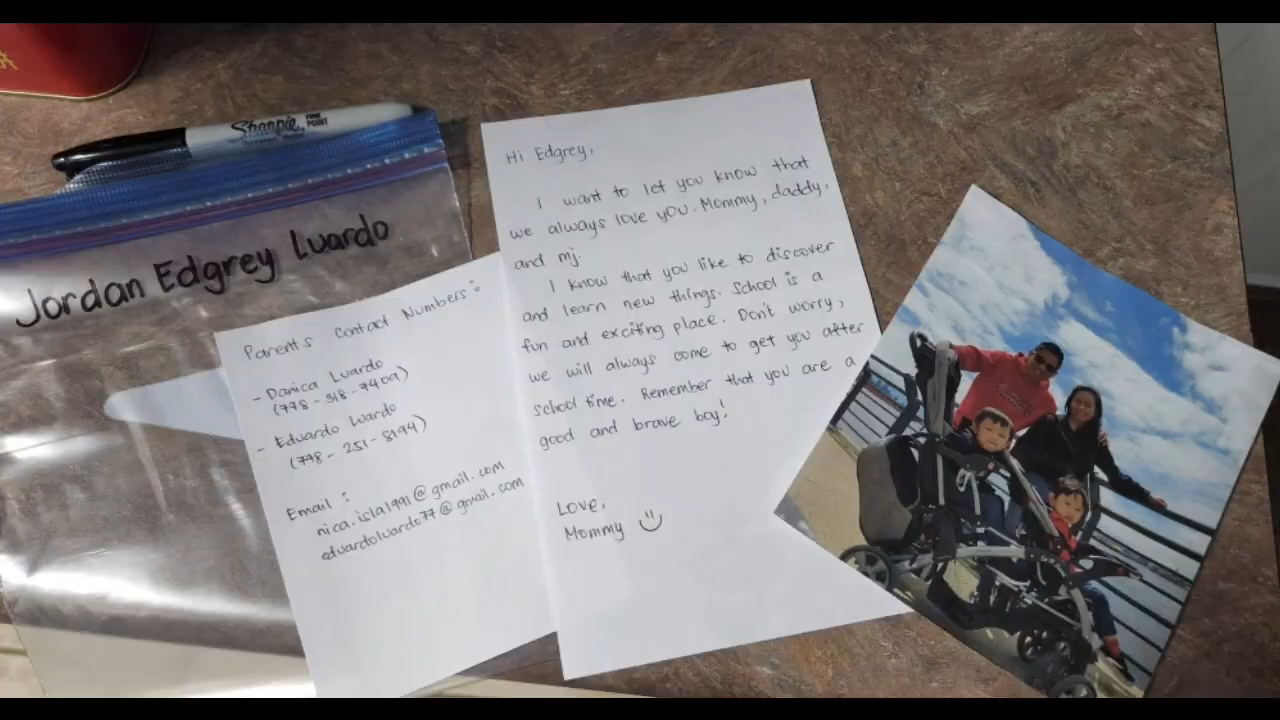 Sharpie
FINE
POINT
Jordan Edgrey Luardo
Parent's Contact Numbers:
- Danica Luardo
(778-318-7409)
- Eduardo Luardo
(778-251-8194)
Email :
nica.isla1991@gmail.com
eduardoluardo77@gmail.com
Hi Edgrey,
I want to let you know that
we always love you. Mommy, daddy,
and mj.
I know that you like to discover
and learn new things. School is a
fun and exciting place. Don't worry,
we will always come to get you after
school time. Remember that you are a
good and brave boy!
Love,
Mommy